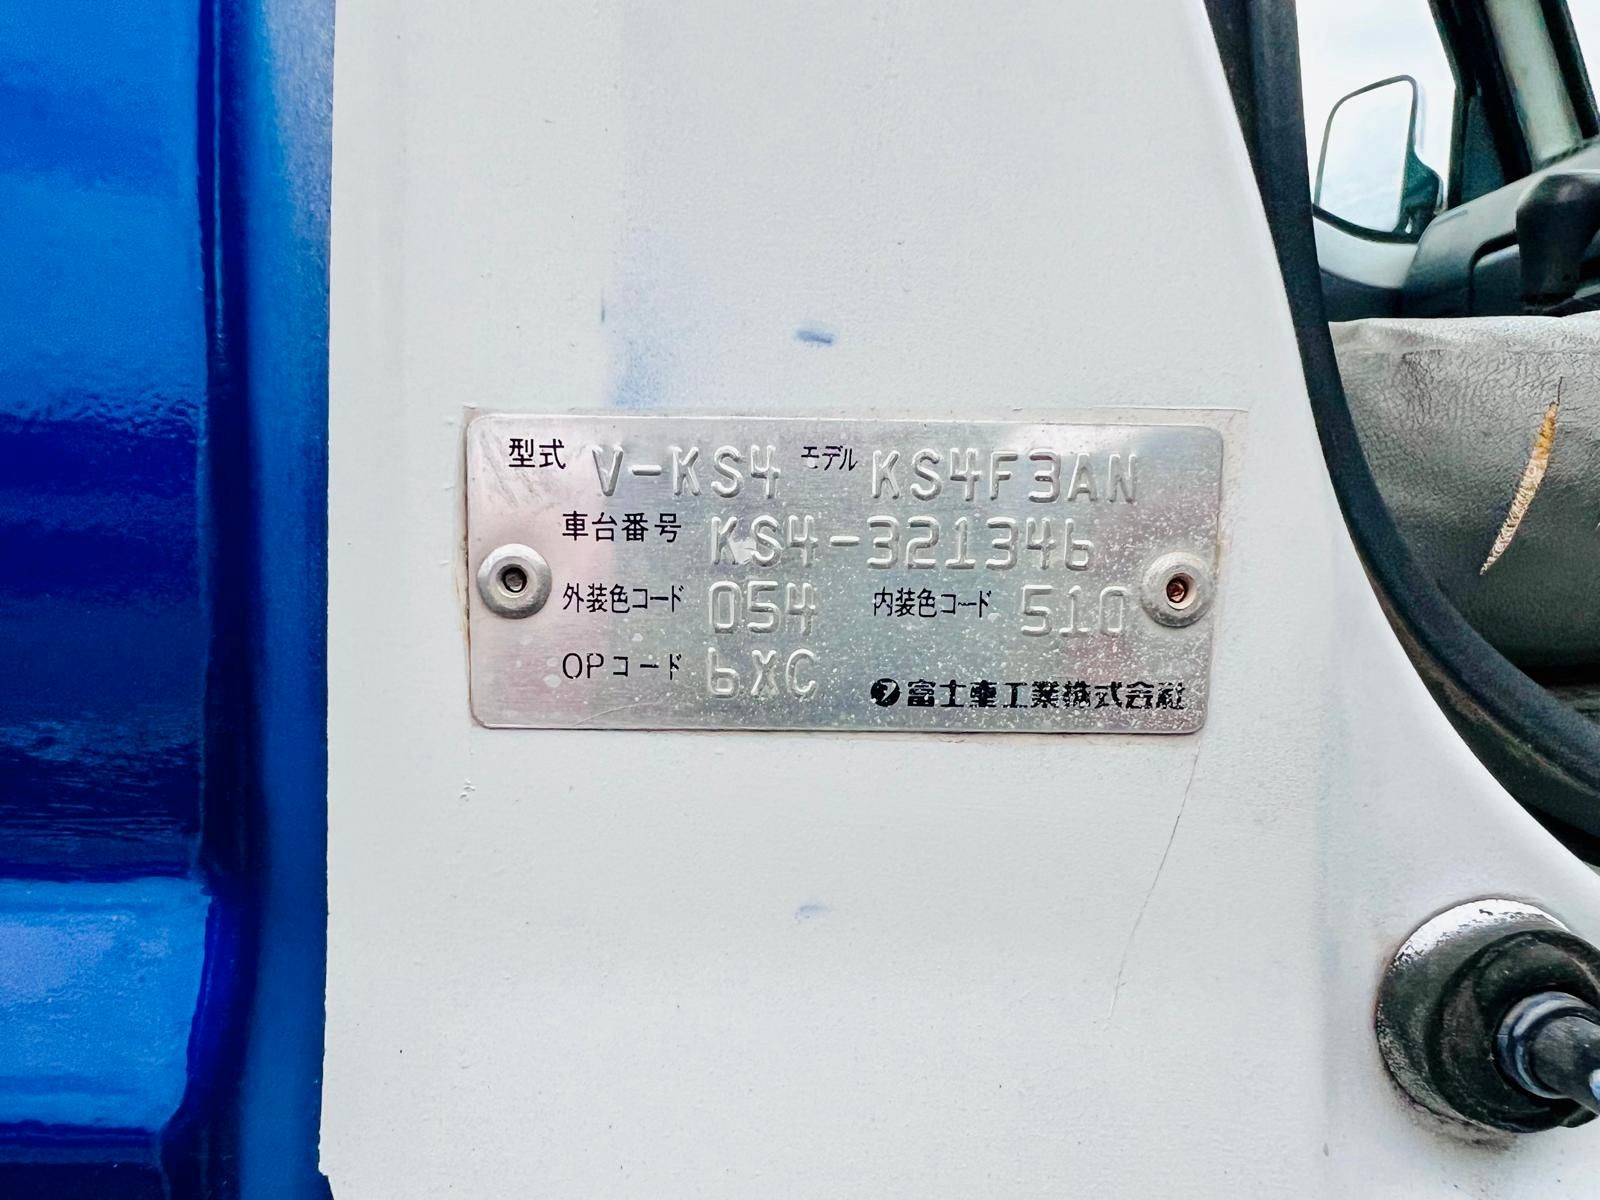 型式 V-KS4 モデル KS4F3AN
車台番号 KS4-321346
外装色コード 054 内装色コード 510
OPコード 6XC 富士重工業株式会社